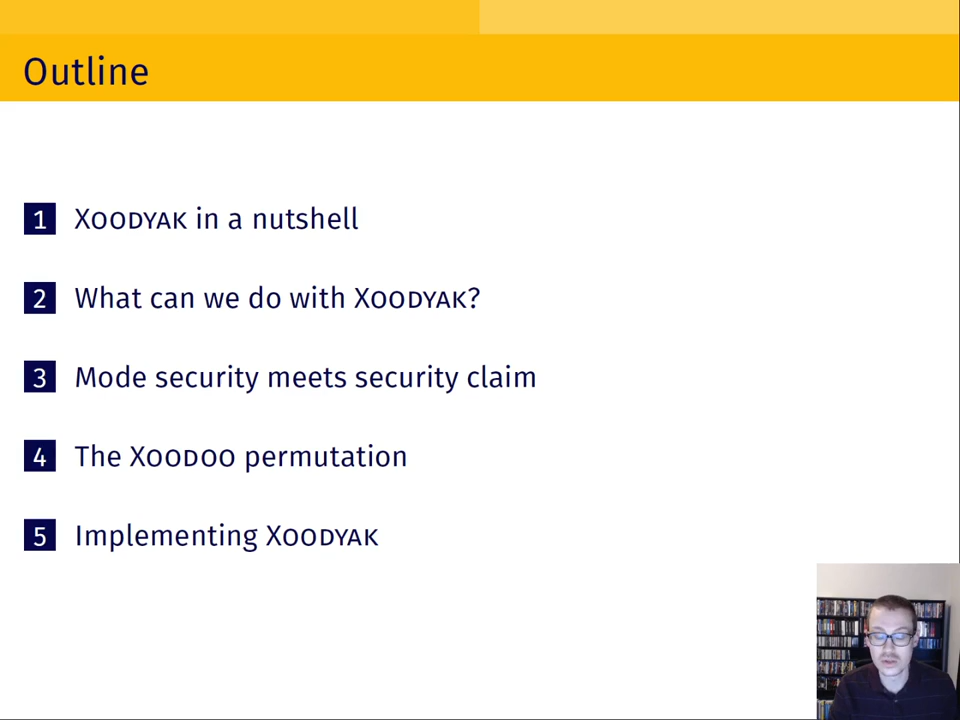 Outline
1 Xoodyak in a nutshell
2 What can we do with Xoodyak?
3 Mode security meets security claim
4 The Xoodoo permutation
5 Implementing Xoodyak